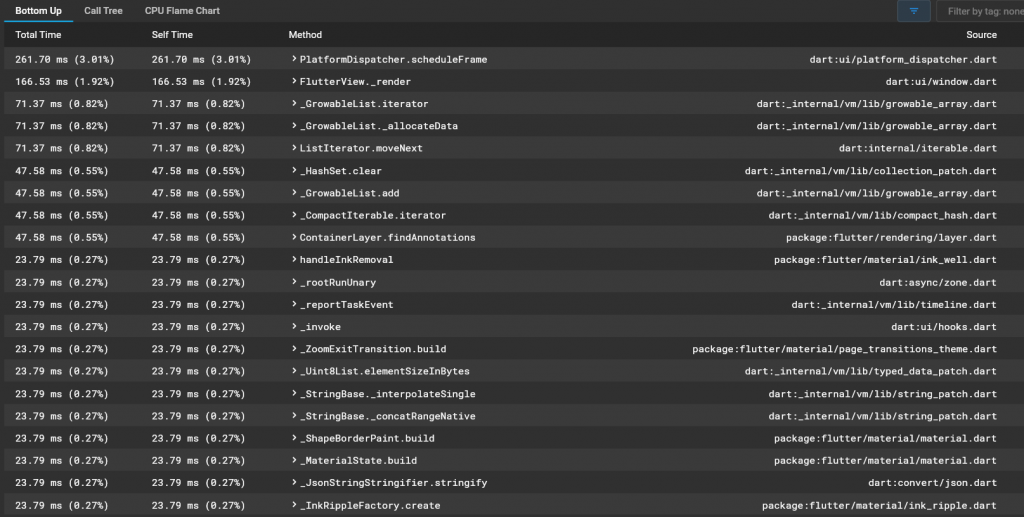 Bottom Up Call Tree CPU Flame Chart Filter by tag: none
Total Time Self Time Method Source
261.70 ms (3.01%) 261.70 ms (3.01%) PlatformDispatcher.scheduleFrame dart:ui/platform_dispatcher.dart
166.53 ms (1.92%) 166.53 ms (1.92%) FlutterView._render dart:ui/window.dart
71.37 ms (0.82%) 71.37 ms (0.82%) _GrowableList.iterator dart:_internal/vm/lib/growable_array.dart
71.37 ms (0.82%) 71.37 ms (0.82%) _GrowableList._allocateData dart:_internal/vm/lib/growable_array.dart
71.37 ms (0.82%) 71.37 ms (0.82%) ListIterator.moveNext dart:internal/iterable.dart
47.58 ms (0.55%) 47.58 ms (0.55%) _HashSet.clear dart:_internal/vm/lib/collection_patch.dart
47.58 ms (0.55%) 47.58 ms (0.55%) _GrowableList.add dart:_internal/vm/lib/growable_array.dart
47.58 ms (0.55%) 47.58 ms (0.55%) _CompactIterable.iterator dart:_internal/vm/lib/compact_hash.dart
47.58 ms (0.55%) 47.58 ms (0.55%) ContainerLayer.findAnnotations package:flutter/rendering/layer.dart
23.79 ms (0.27%) 23.79 ms (0.27%) handleInkRemoval package:flutter/material/ink_well.dart
23.79 ms (0.27%) 23.79 ms (0.27%) _rootRunUnary dart:async/zone.dart
23.79 ms (0.27%) 23.79 ms (0.27%) _reportTaskEvent dart:_internal/vm/lib/timeline.dart
23.79 ms (0.27%) 23.79 ms (0.27%) _invoke dart:ui/hooks.dart
23.79 ms (0.27%) 23.79 ms (0.27%) _ZoomExitTransition.build package:flutter/material/page_transitions_theme.dart
23.79 ms (0.27%) 23.79 ms (0.27%) _Uint8List.elementSizeInBytes dart:_internal/vm/lib/typed_data_patch.dart
23.79 ms (0.27%) 23.79 ms (0.27%) _StringBase._interpolateSingle dart:_internal/vm/lib/string_patch.dart
23.79 ms (0.27%) 23.79 ms (0.27%) _StringBase._concatRangeNative dart:_internal/vm/lib/string_patch.dart
23.79 ms (0.27%) 23.79 ms (0.27%) _ShapeBorderPaint.build package:flutter/material/material.dart
23.79 ms (0.27%) 23.79 ms (0.27%) _MaterialState.build package:flutter/material/material.dart
23.79 ms (0.27%) 23.79 ms (0.27%) _JsonStringStringifier.stringify dart:convert/json.dart
23.79 ms (0.27%) 23.79 ms (0.27%) _InkRippleFactory.create package:flutter/material/ink_ripple.dart